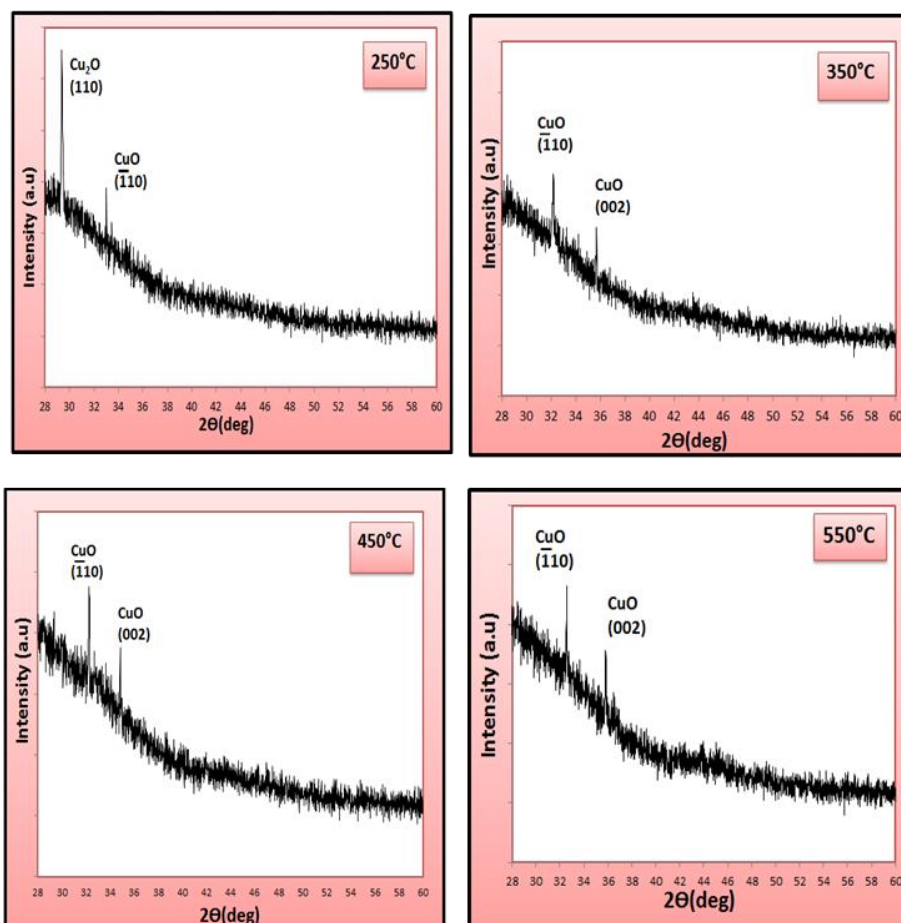 250°C
Cu₂O
(110)
CuO
(1̅10)
Intensity (a.u)
28 30 32 34 36 38 40 42 44 46 48 50 52 54 56 58 60
2Θ(deg)
350°C
CuO
(1̅10)
CuO
(002)
Intensity (a.u)
28 30 31 32 34 36 38 40 42 44 46 48 50 52 54 56 58 60
2Θ(deg)
450°C
CuO
(1̅10)
CuO
(002)
Intensity (a.u)
28 30 32 34 36 38 40 42 44 46 48 50 52 54 56 58 60
2Θ(deg)
550°C
CuO
(1̅10)
CuO
(002)
Intensity (a.u)
28 30 32 34 36 38 40 42 44 46 48 50 52 54 56 58 60
2Θ(deg)